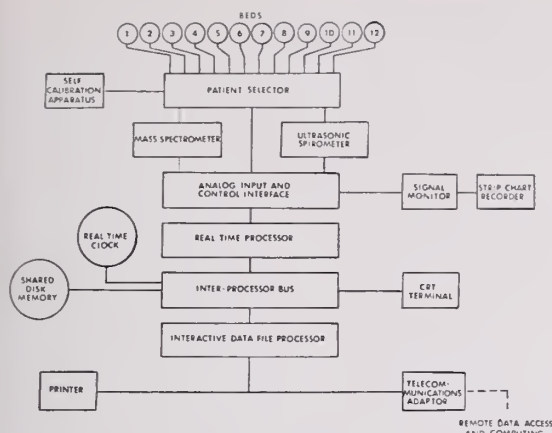 BEDS
1 2 3 4 5 6 7 8 9 10 11 12
SELF
CALIBRATION
APPARATUS
PATIENT SELECTOR
MASS SPECTROMETER
ULTRASONIC
SPIROMETER
ANALOG INPUT AND
CONTROL INTERFACE
SIGNAL
MONITOR
STRIP CHART
RECORDER
REAL TIME
CLOCK
REAL TIME PROCESSOR
SHARED
DISK
MEMORY
INTER-PROCESSOR BUS
CRT
TERMINAL
INTERACTIVE DATA FILE PROCESSOR
PRINTER
TELECOM-
MUNICATIONS
ADAPTOR
REMOTE DATA ACCESS
AND COMPUTING